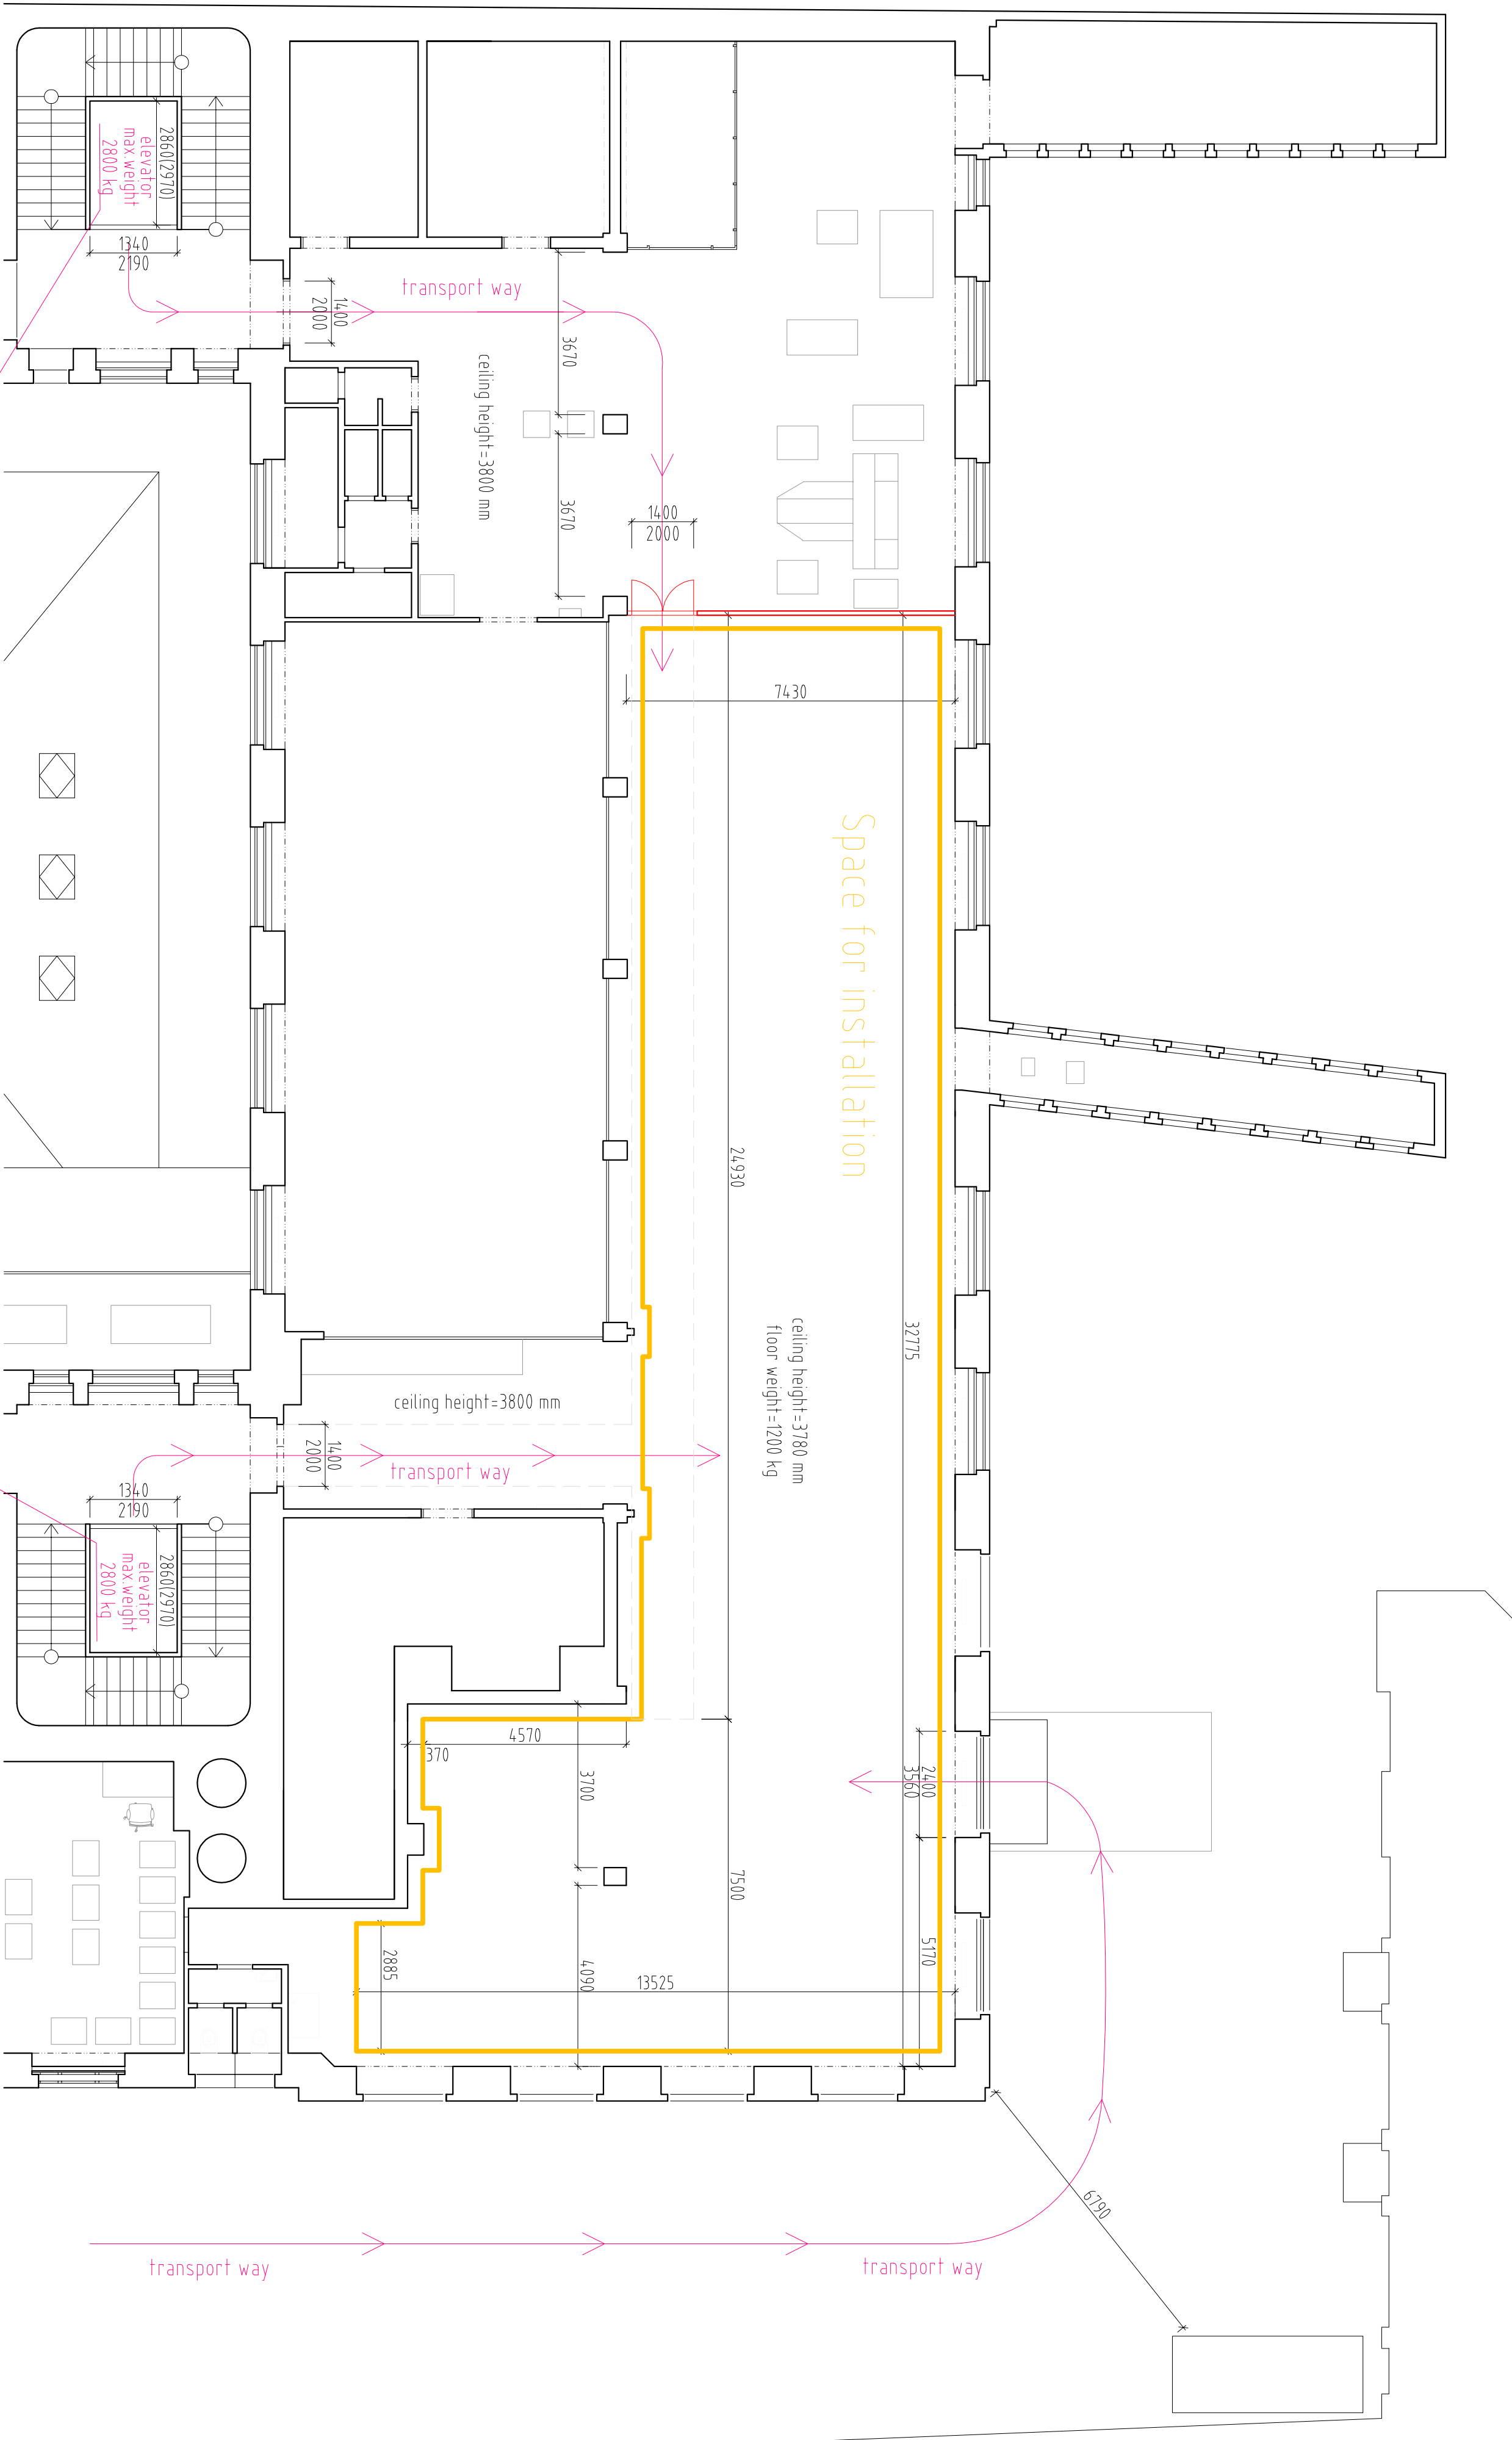 2860(2970)
elevator
max.weight
2800 kg
1340
2190
1400
2000
transport way
3670
ceiling height=3800 mm
3670
1400
2000
7430
Space for installation
24930
32775
ceiling height=3780 mm
floor weight=1200 kg
ceiling height=3800 mm
1400
2000
transport way
1340
2190
2860(2970)
elevator
max.weight
2800 kg
4570
370
3700
2400
3560
7500
5170
2885
4090
13525
6790
transport way
transport way